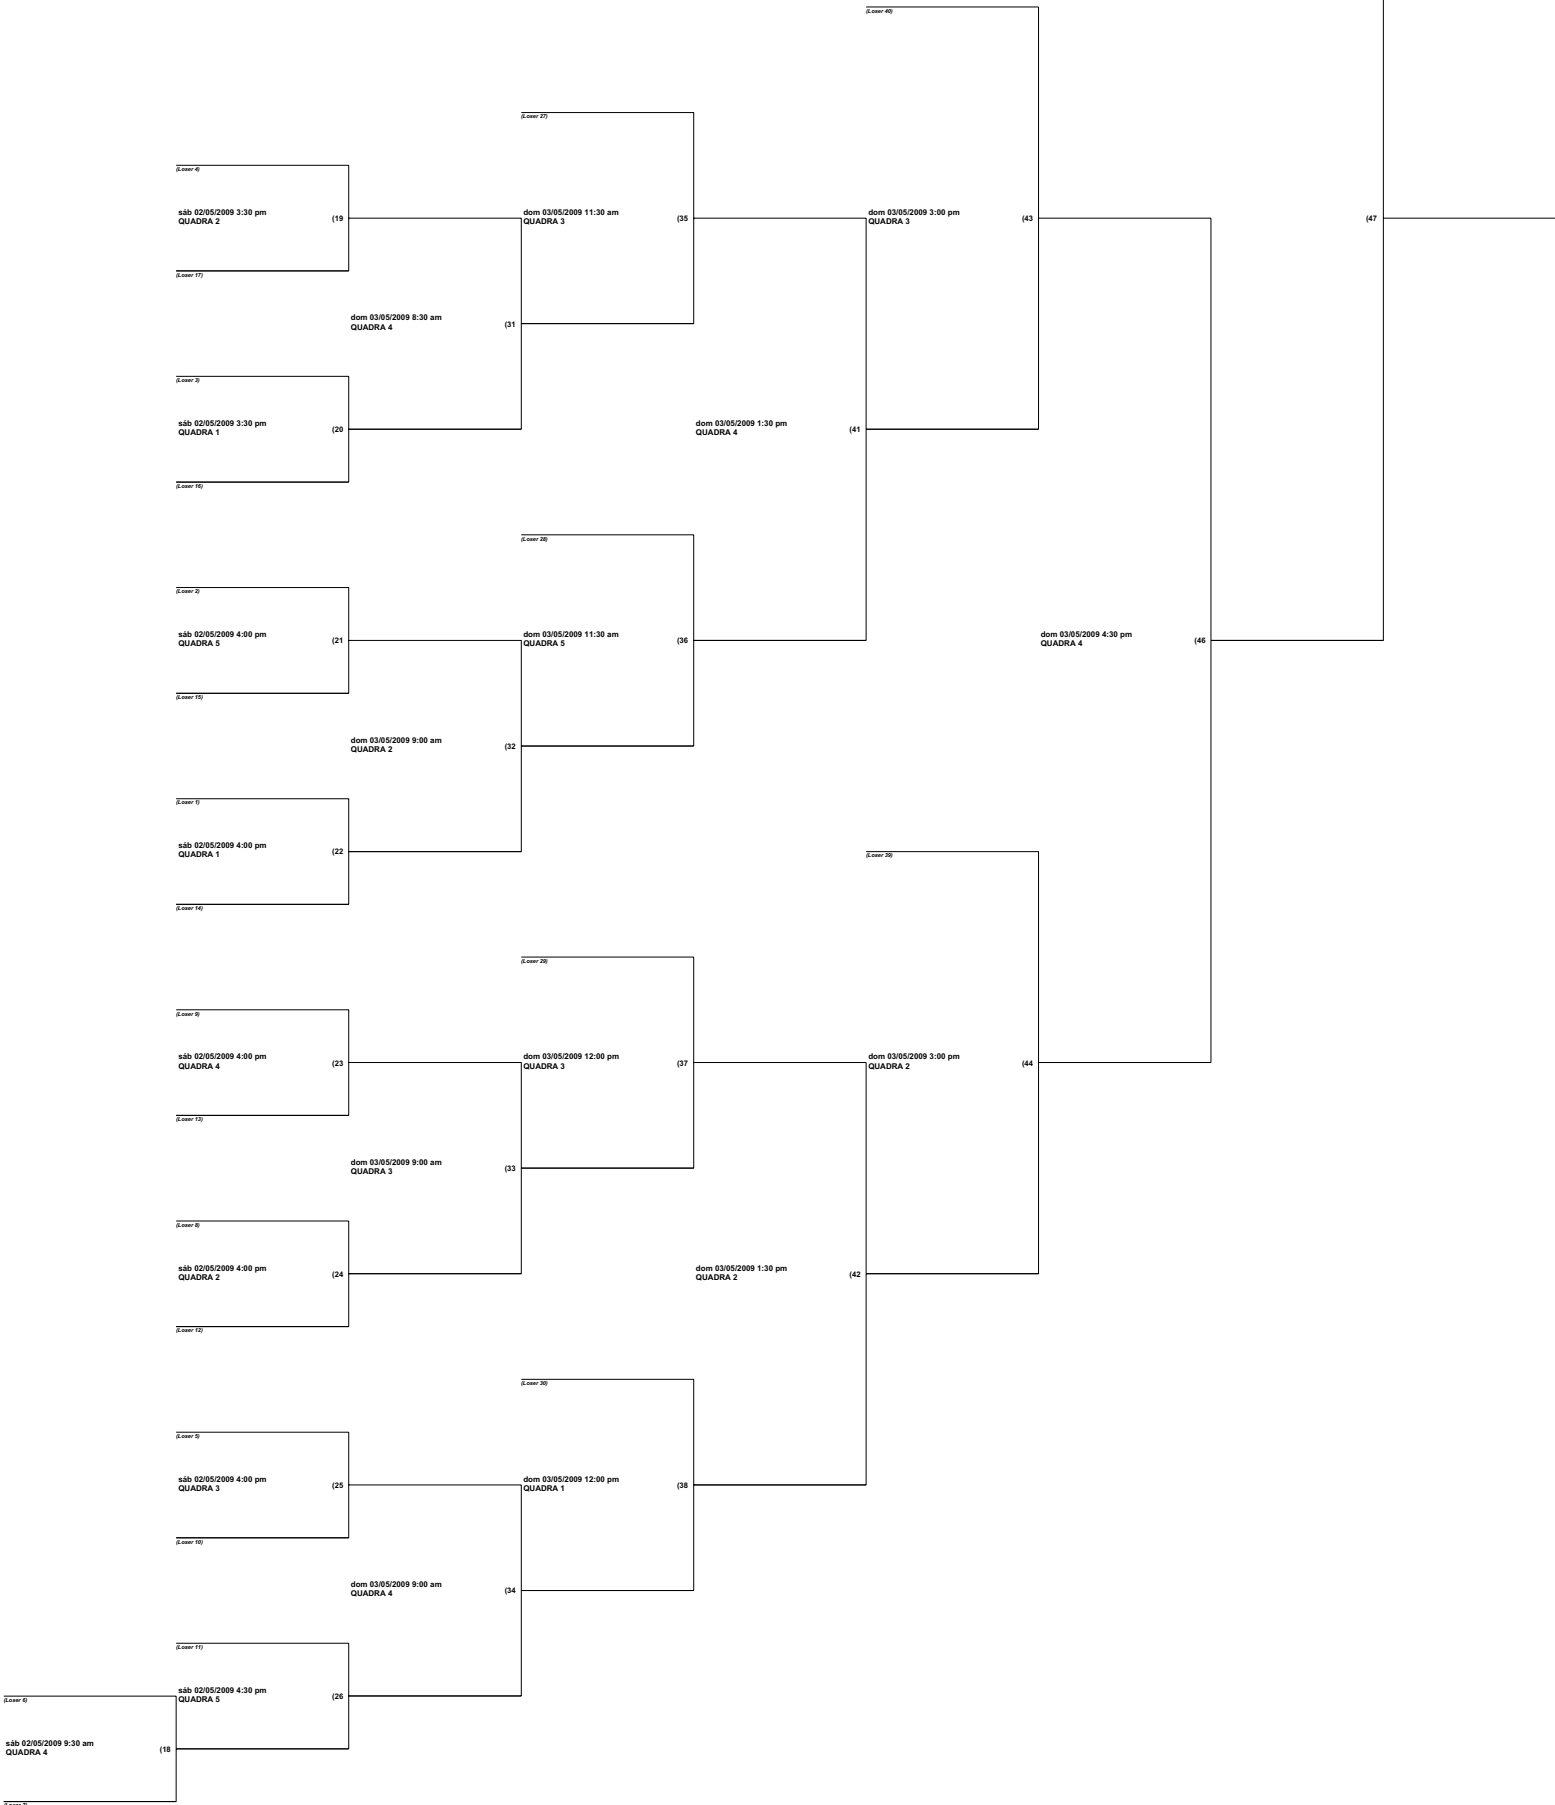 (Loser 40)
(Loser 27)
(Loser 4)
sáb 02/05/2009 3:30 pm
QUADRA 2
(19
dom 03/05/2009 11:30 am
QUADRA 3
(35
dom 03/05/2009 3:00 pm
QUADRA 3
(43
(47
(Loser 17)
dom 03/05/2009 8:30 am
QUADRA 4
(31
(Loser 3)
sáb 02/05/2009 3:30 pm
QUADRA 1
(20
dom 03/05/2009 1:30 pm
QUADRA 4
(41
(Loser 16)
(Loser 28)
(Loser 2)
sáb 02/05/2009 4:00 pm
QUADRA 5
(21
dom 03/05/2009 11:30 am
QUADRA 5
(36
dom 03/05/2009 4:30 pm
QUADRA 4
(46
(Loser 15)
dom 03/05/2009 9:00 am
QUADRA 2
(32
(Loser 1)
sáb 02/05/2009 4:00 pm
QUADRA 1
(22
(Loser 39)
(Loser 14)
(Loser 29)
(Loser 9)
sáb 02/05/2009 4:00 pm
QUADRA 4
(23
dom 03/05/2009 12:00 pm
QUADRA 3
(37
dom 03/05/2009 3:00 pm
QUADRA 2
(44
(Loser 13)
dom 03/05/2009 9:00 am
QUADRA 3
(33
(Loser 8)
sáb 02/05/2009 4:00 pm
QUADRA 2
(24
dom 03/05/2009 1:30 pm
QUADRA 2
(42
(Loser 12)
(Loser 30)
(Loser 5)
sáb 02/05/2009 4:00 pm
QUADRA 3
(25
dom 03/05/2009 12:00 pm
QUADRA 1
(38
(Loser 10)
dom 03/05/2009 9:00 am
QUADRA 4
(34
(Loser 11)
sáb 02/05/2009 4:30 pm
QUADRA 5
(26
(Loser 6)
sáb 02/05/2009 9:30 am
QUADRA 4
(18